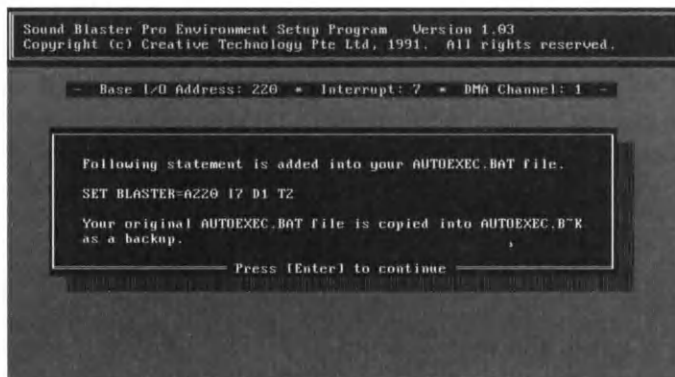 Sound Blaster Pro Environment Setup Program Version 1.03
Copyright (c) Creative Technology Pte Ltd, 1991. All rights reserved.
- Base I/O Address: 220 * Interrupt: 7 * DMA Channel: 1 -
Following statement is added into your AUTOEXEC.BAT file.
SET BLASTER=A220 I7 D1 T2
Your original AUTOEXEC.BAT file is copied into AUTOEXEC.B~K
as a backup.
Press [Enter] to continue